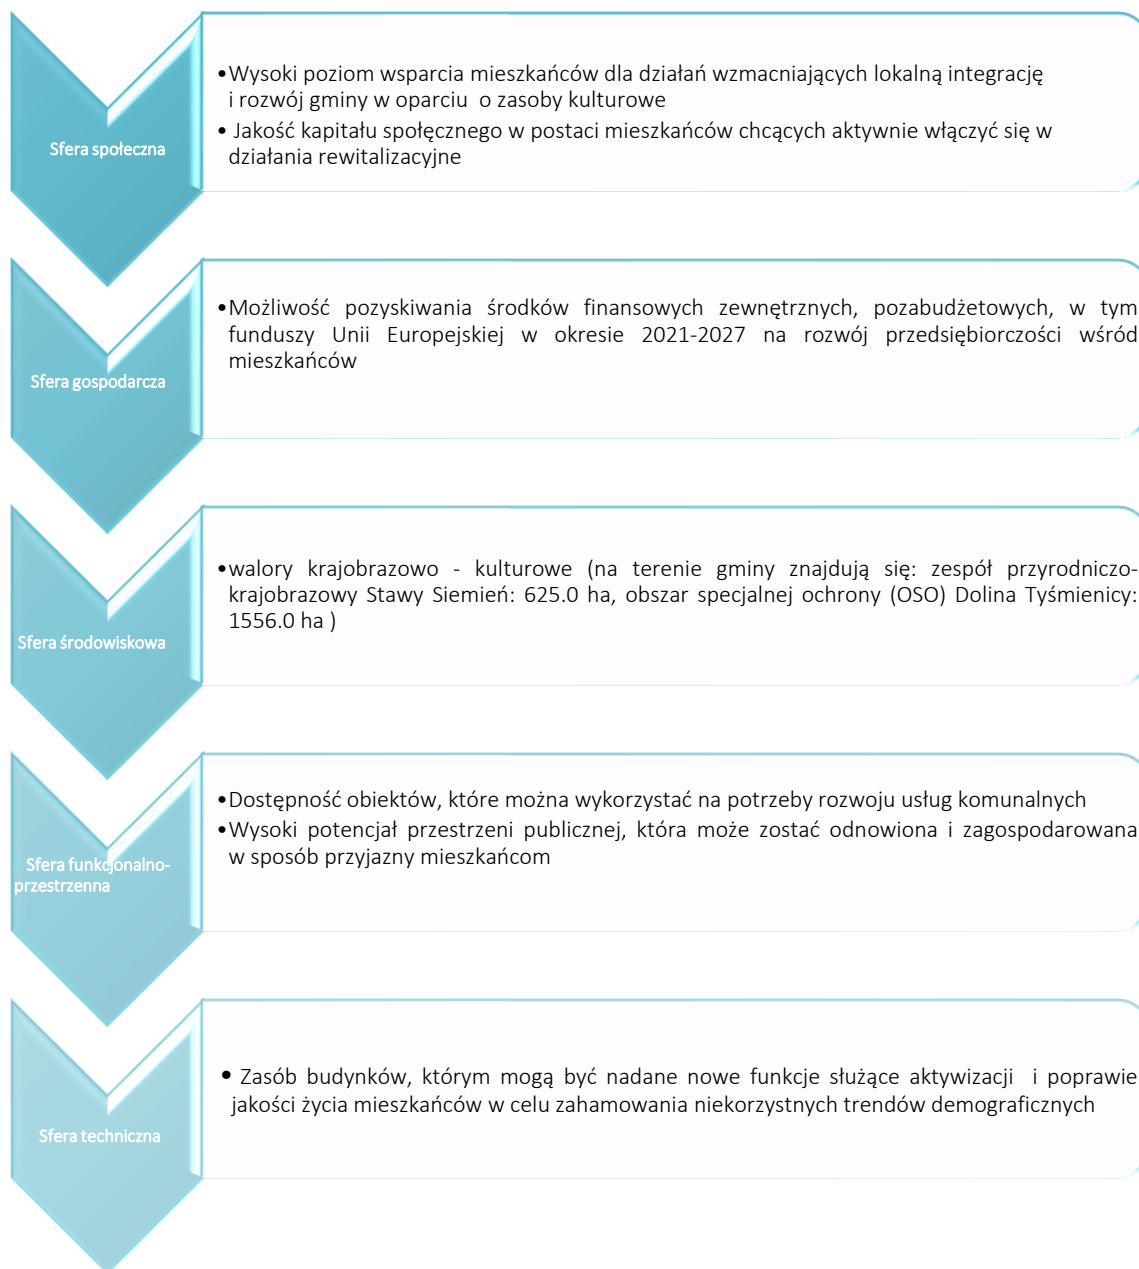 Sfera społeczna
•Wysoki poziom wsparcia mieszkańców dla działań wzmacniających lokalną integrację
i rozwój gminy w oparciu o zasoby kulturowe
• Jakość kapitału społęcznego w postaci mieszkańców chcących aktywnie włączyć się w
działania rewitalizacyjne
Sfera gospodarcza
•Możliwość pozyskiwania środków finansowych zewnętrznych, pozabudżetowych, w tym
funduszy Unii Europejskiej w okresie 2021-2027 na rozwój przedsiębiorczości wśród
mieszkańców
Sfera środowiskowa
•walory krajobrazowo - kulturowe (na terenie gminy znajdują się: zespół przyrodniczo-
krajobrazowy Stawy Siemień: 625.0 ha, obszar specjalnej ochrony (OSO) Dolina Tyśmienicy:
1556.0 ha )
Sfera funkcjonalno-
przestrzenna
•Dostępność obiektów, które można wykorzystać na potrzeby rozwoju usług komunalnych
•Wysoki potencjał przestrzeni publicznej, która może zostać odnowiona i zagospodarowana
w sposób przyjazny mieszkańcom
Sfera techniczna
• Zasób budynków, którym mogą być nadane nowe funkcje służące aktywizacji i poprawie
jakości życia mieszkańców w celu zahamowania niekorzystnych trendów demograficznych